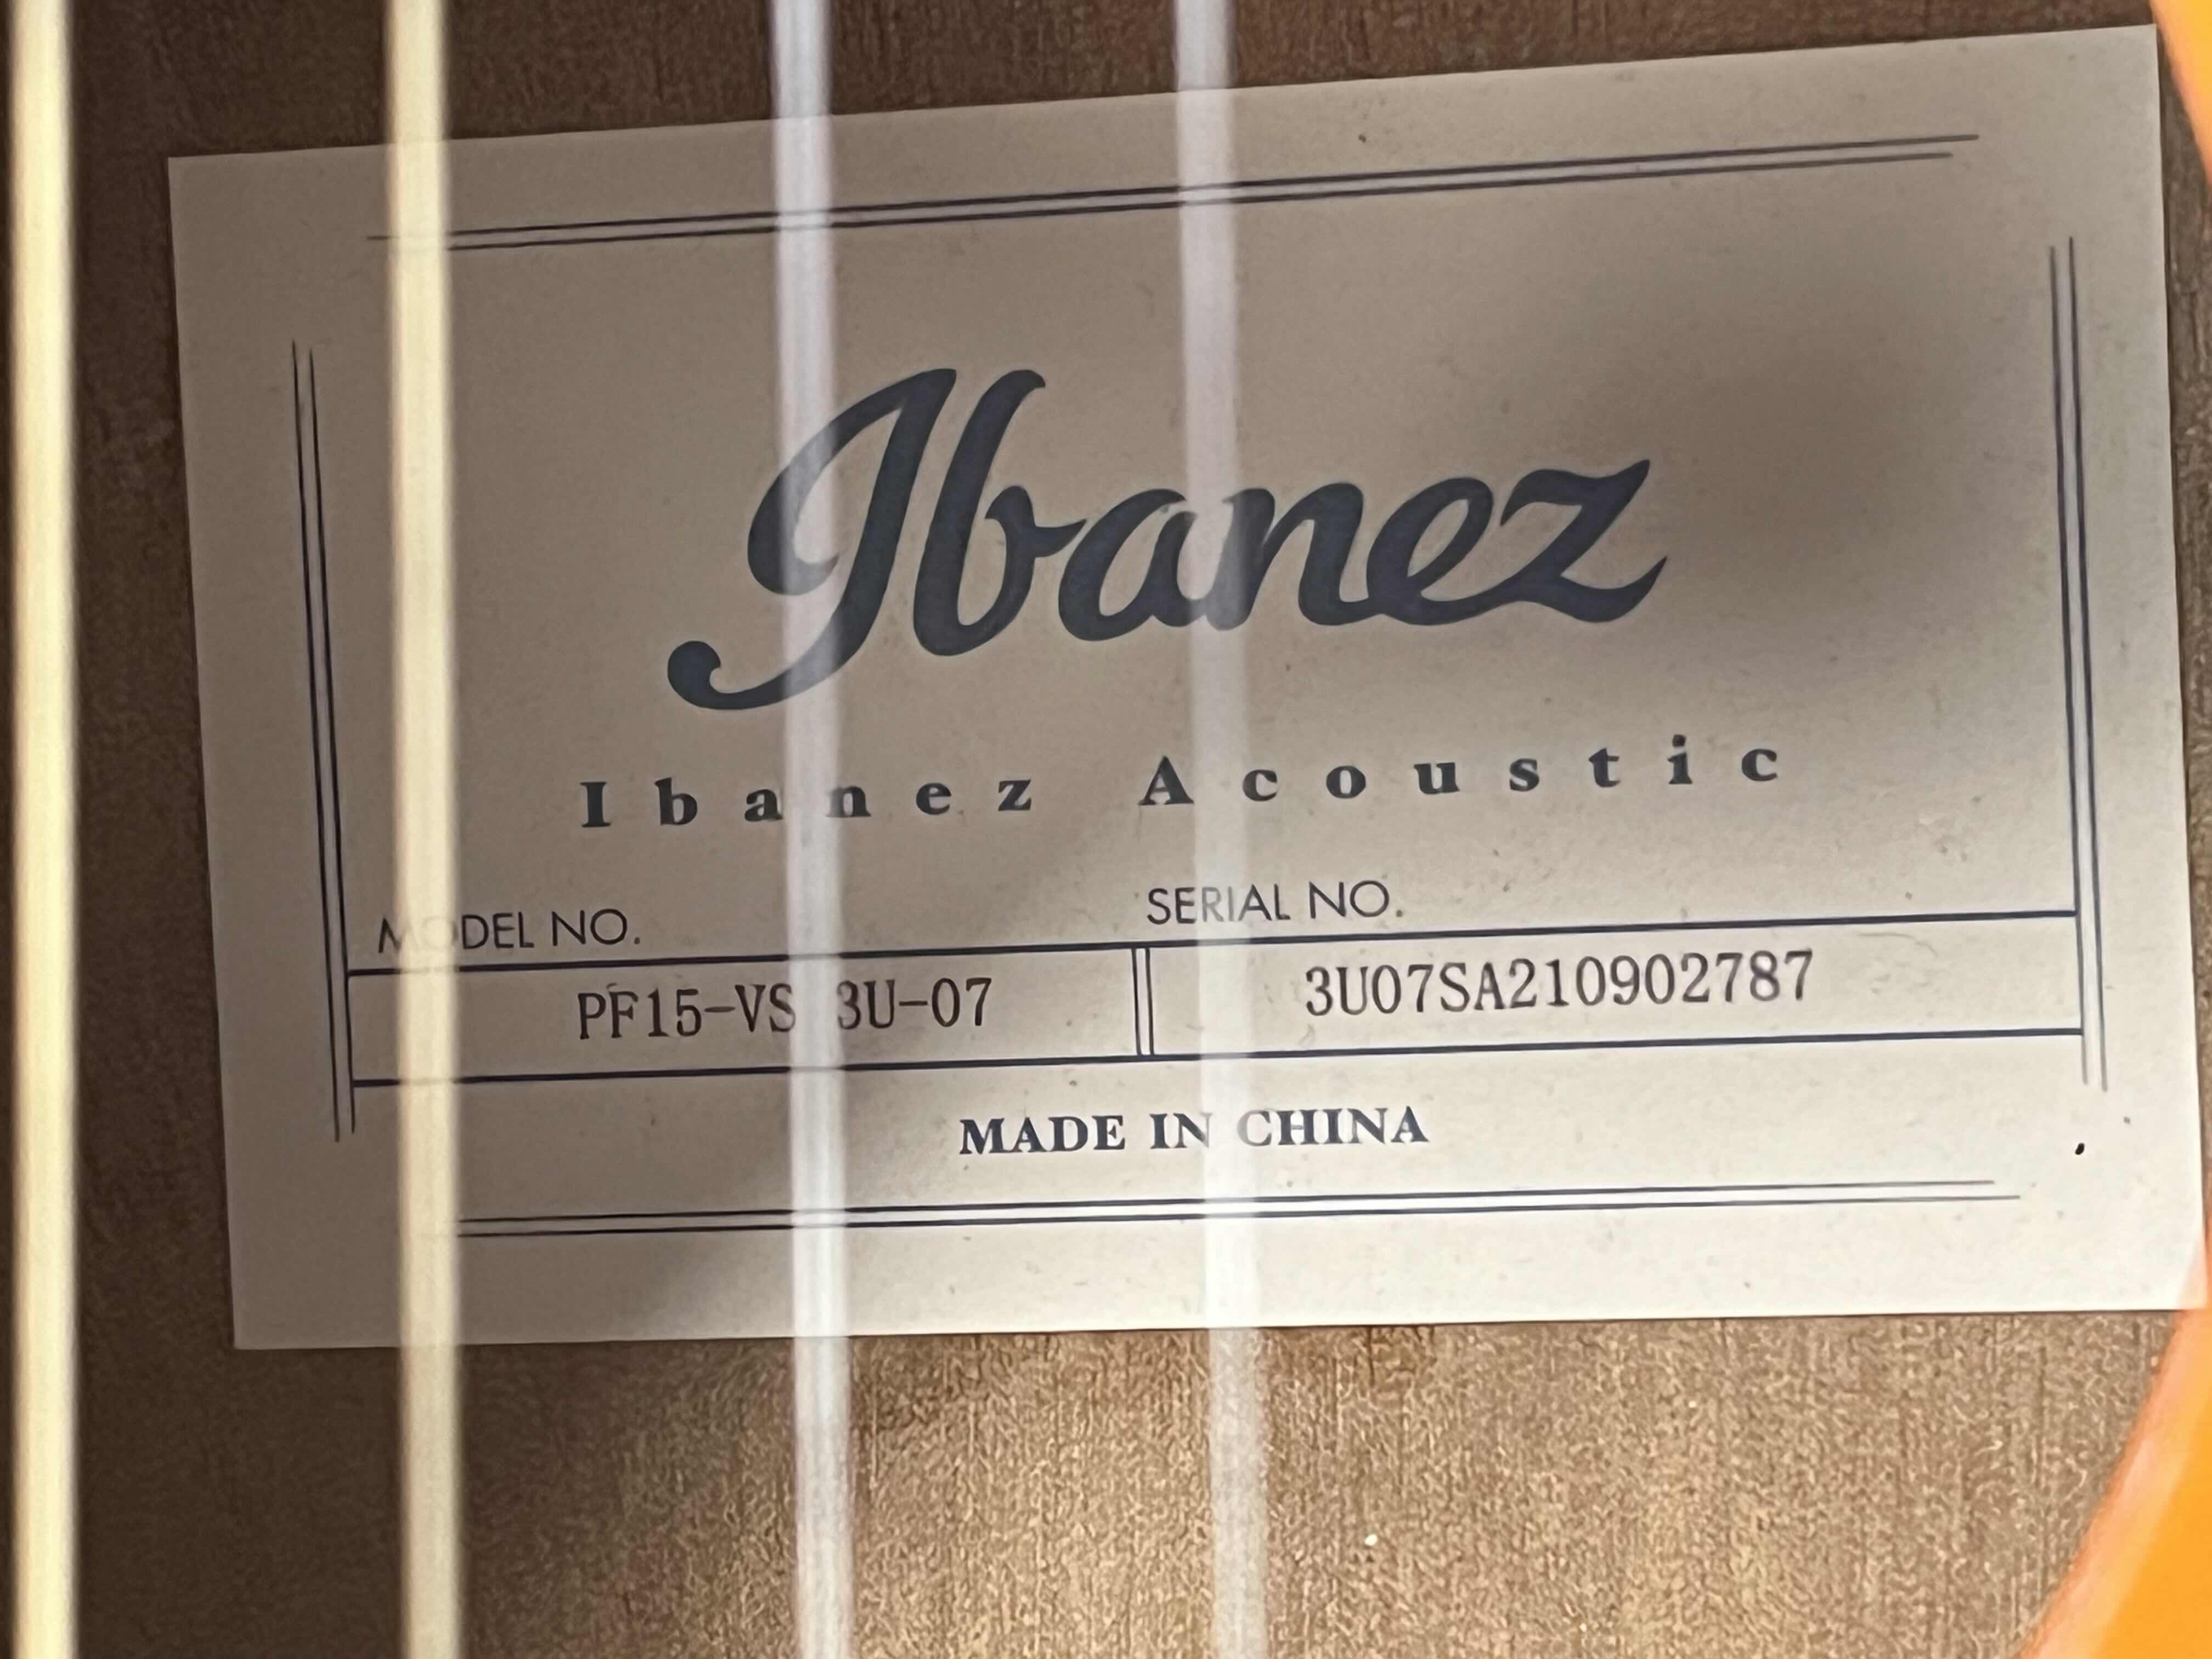 Ibanez
Ibanez Acoustic
MODEL NO.
SERIAL NO.
PF15-VS 3U-07
3U07SA210902787
MADE IN CHINA